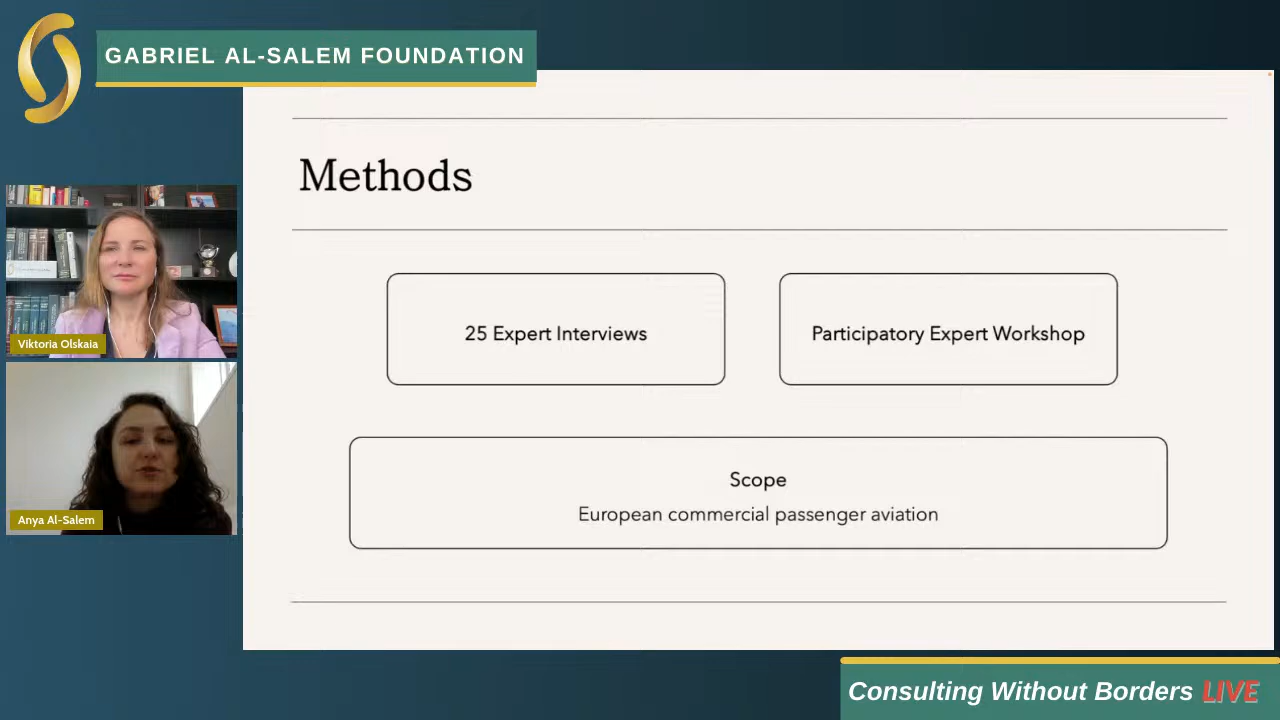 GABRIEL AL-SALEM FOUNDATION
Methods
25 Expert Interviews
Participatory Expert Workshop
Scope
European commercial passenger aviation
Viktoria Olskaia
Anya Al-Salem
Consulting Without Borders LIVE